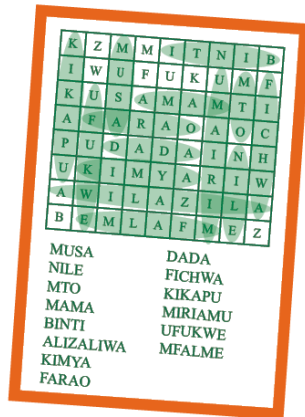 K Z M M I T N I B
I W U F U K U M F
K U S A M A M T I
A F A R A O A O C
P U D A D A I N H
U K I M Y A R I W
A W I L A Z I L A
B E M L A F M E Z
MUSA
NILE
MTO
MAMA
BINTI
ALIZALIWA
KIMYA
FARAO
DADA
FICHWA
KIKAPU
MIRIAMU
UFUKWE
MFALME